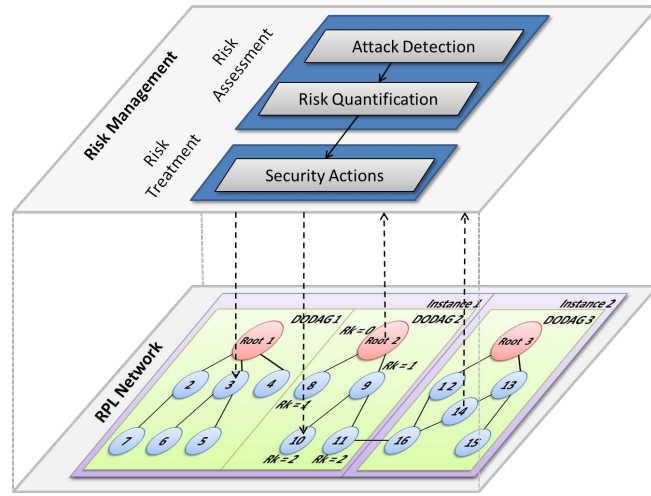 Risk Management
Risk
Assessment
Attack Detection
Risk Quantification
Risk
Treatment
Security Actions
RPL Network
Instance 1
Instance 2
DODAG 1
Rk = 0
DODAG 2
DODAG 3
Root 1
Root 2
Root 3
Rk = 1
2
3
4
8
9
12
13
Rk = 1
14
7
6
5
10
11
16
15
Rk = 2
Rk = 2